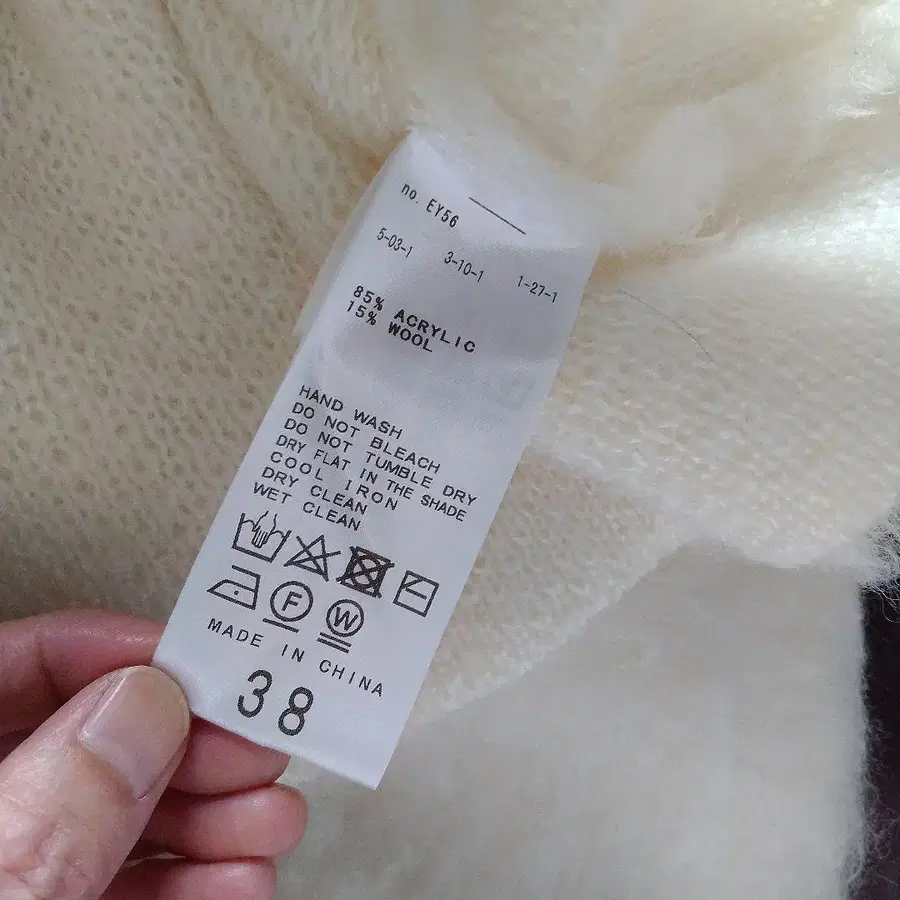 no. EY56
5-03-1 3-10-1 1-27-1
85% ACRYLIC
15% WOOL
HAND WASH
DO NOT BLEACH
DO NOT TUMBLE DRY
DRY FLAT IN THE SHADE
COOL IRON
DRY CLEAN
WET CLEAN
F W
MADE IN CHINA
38